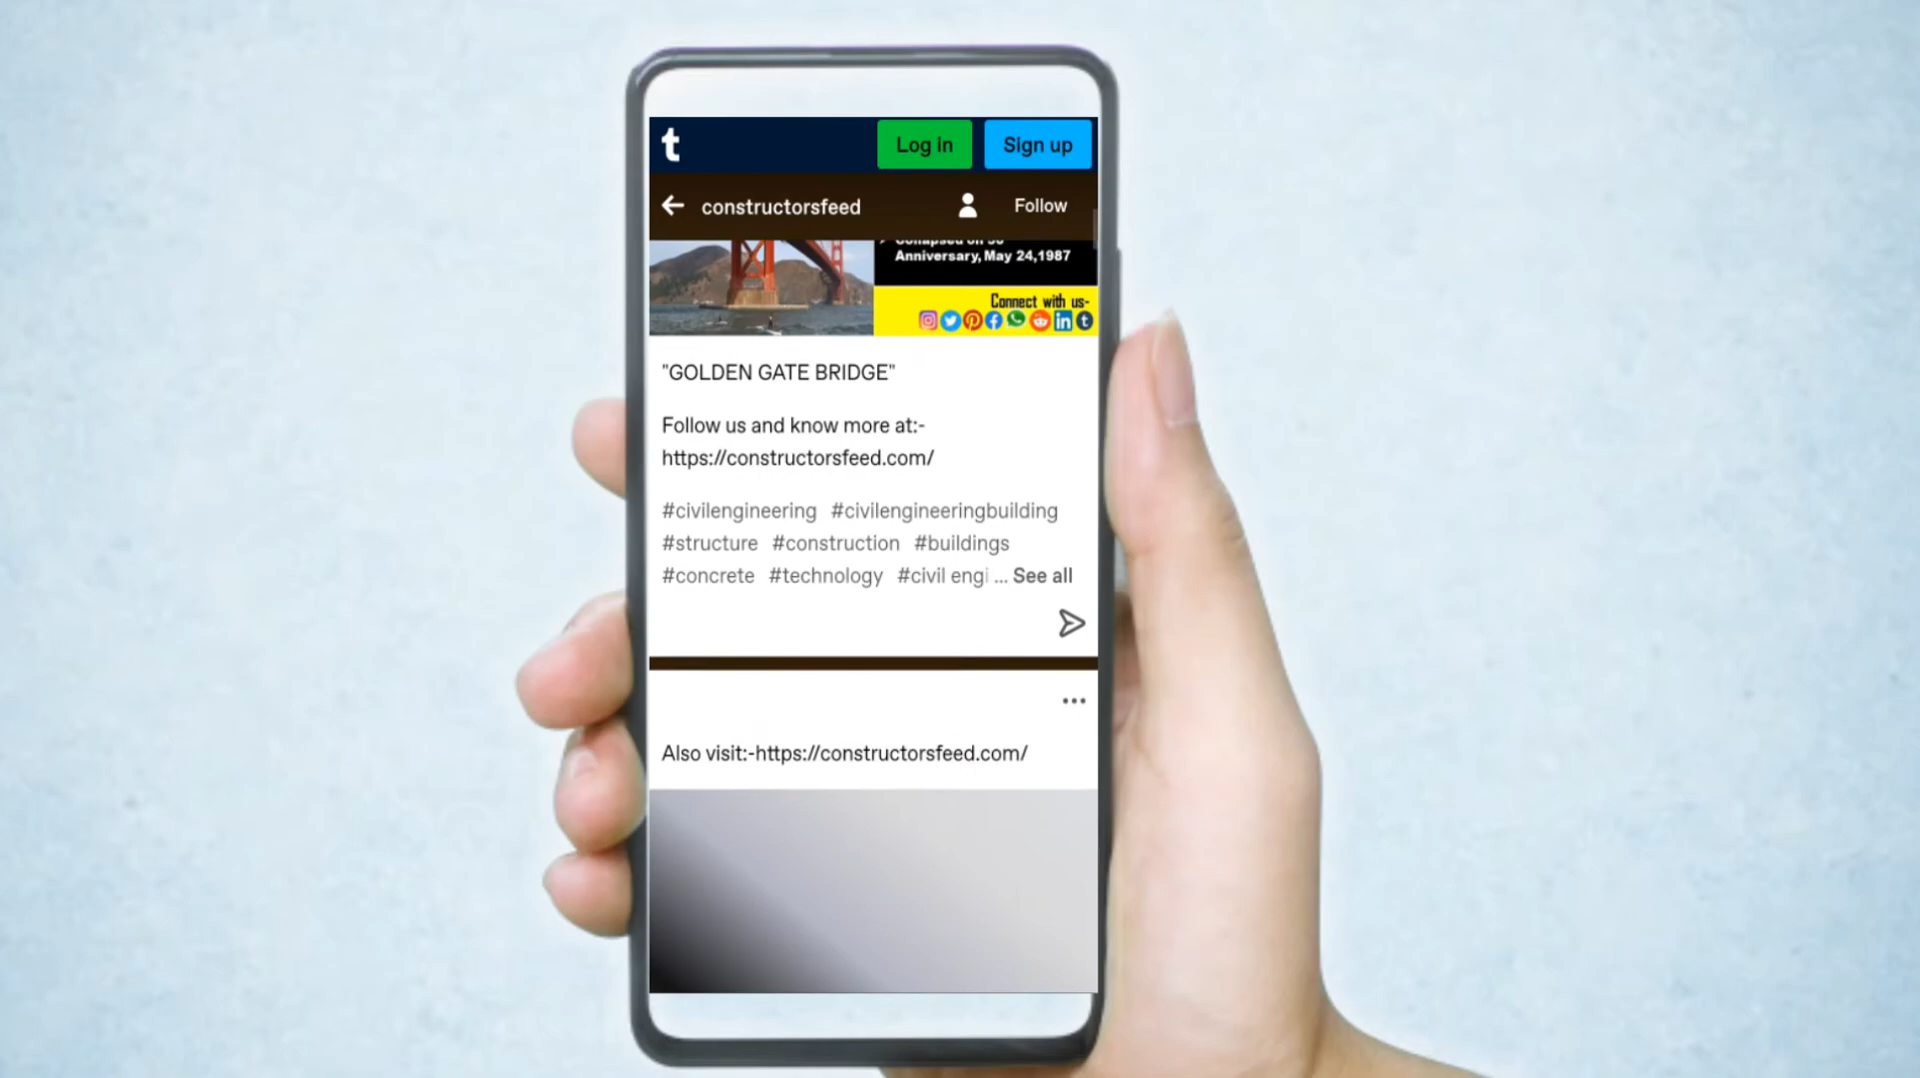 t
Log in
Sign up
constructorsfeed
Follow
Anniversary, May 24,1987
Connect with us-
"GOLDEN GATE BRIDGE"
Follow us and know more at:-
https://constructorsfeed.com/
#civilengineering #civilengineeringbuilding
#structure #construction #buildings
#concrete #technology #civil engi ... See all
Also visit:-https://constructorsfeed.com/